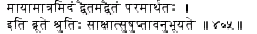 मायामात्रमिदं द्वैतमद्वैतं परमार्थतः ।
इति ब्रूते श्रुतिः साक्षात्सुषुप्तावनुभूयते ॥४०५॥